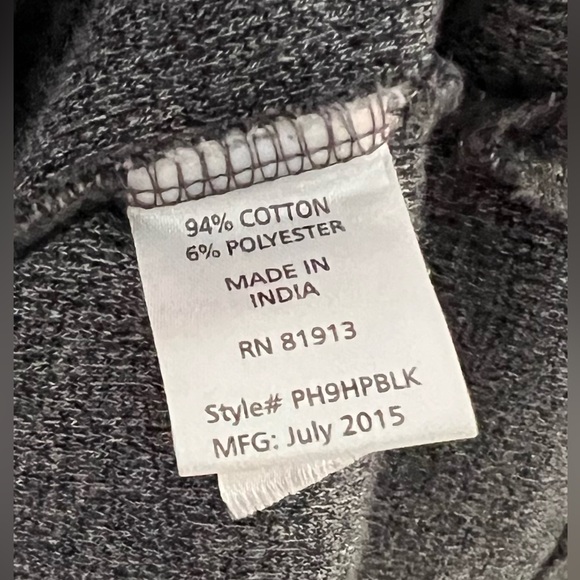 94% COTTON
6% POLYESTER
MADE IN
INDIA
RN 81913
Style# PH9HPBLK
MFG: July 2015